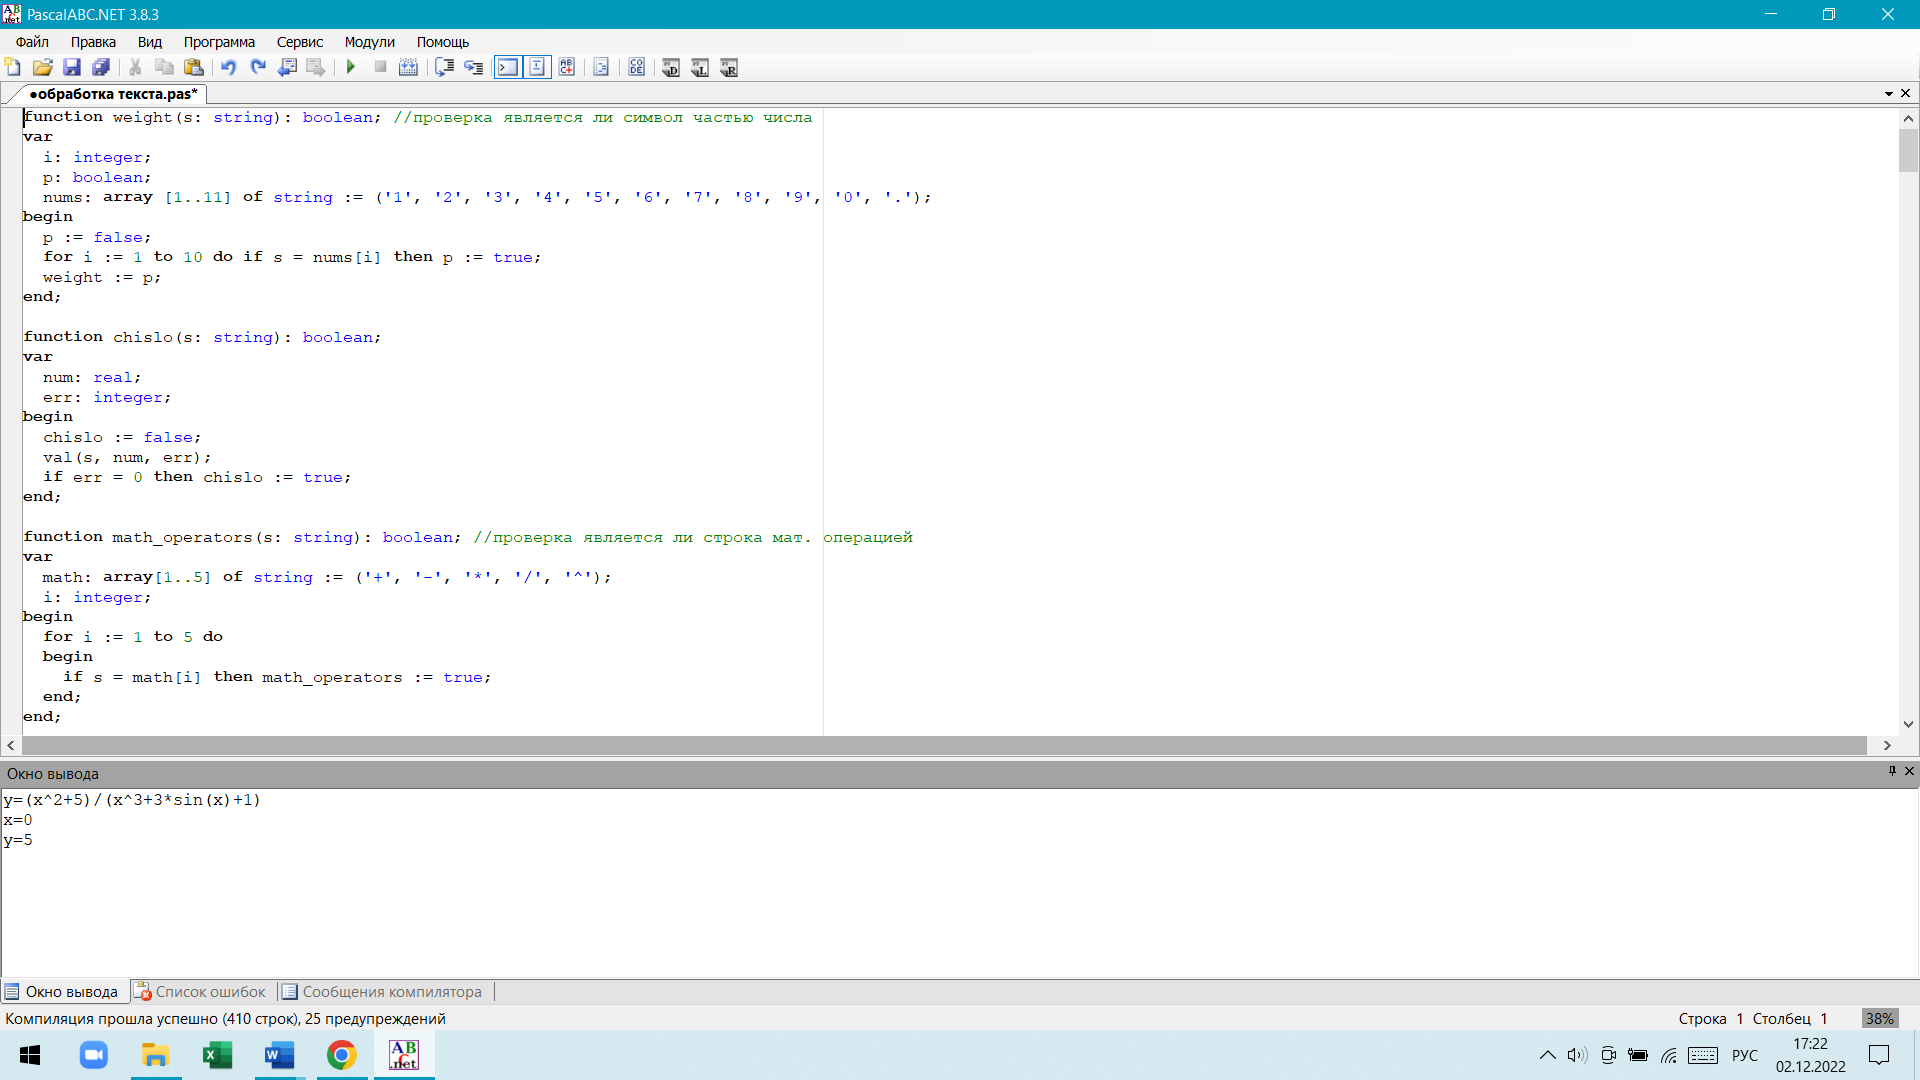 PascalABC.NET 3.8.3
Файл Правка Вид Программа Сервис Модули Помощь
●обработка текста.pas*
function weight(s: string): boolean; //проверка является ли символ частью числа
var
  i: integer;
  p: boolean;
  nums: array [1..11] of string := ('1', '2', '3', '4', '5', '6', '7', '8', '9', '0', '.');
begin
  p := false;
  for i := 1 to 10 do if s = nums[i] then p := true;
  weight := p;
end;
function chislo(s: string): boolean;
var
  num: real;
  err: integer;
begin
  chislo := false;
  val(s, num, err);
  if err = 0 then chislo := true;
end;
function math_operators(s: string): boolean; //проверка является ли строка мат. операцией
var
  math: array[1..5] of string := ('+', '-', '*', '/', '^');
  i: integer;
begin
  for i := 1 to 5 do
  begin
    if s = math[i] then math_operators := true;
  end;
end;
Окно вывода
y=(x^2+5)/(x^3+3*sin(x)+1)
x=0
y=5
Окно вывода Список ошибок Сообщения компилятора
Компиляция прошла успешно (410 строк), 25 предупреждений Строка 1 Столбец 1 38%
РУС
17:22
02.12.2022